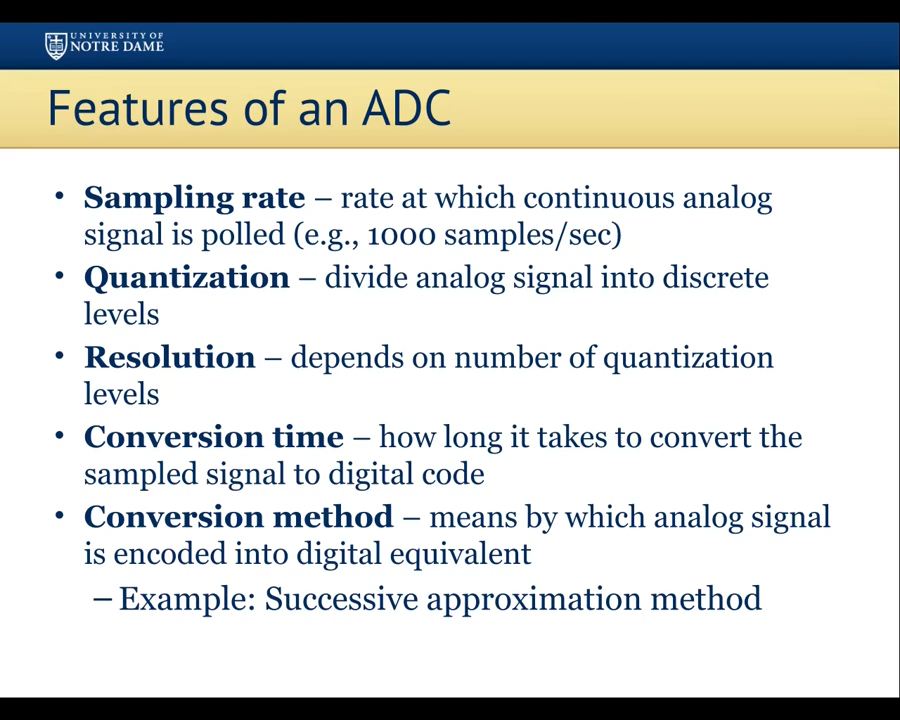 UNIVERSITY OF
NOTRE DAME
Features of an ADC
• Sampling rate – rate at which continuous analog
signal is polled (e.g., 1000 samples/sec)
• Quantization – divide analog signal into discrete
levels
• Resolution – depends on number of quantization
levels
• Conversion time – how long it takes to convert the
sampled signal to digital code
• Conversion method – means by which analog signal
is encoded into digital equivalent
– Example: Successive approximation method